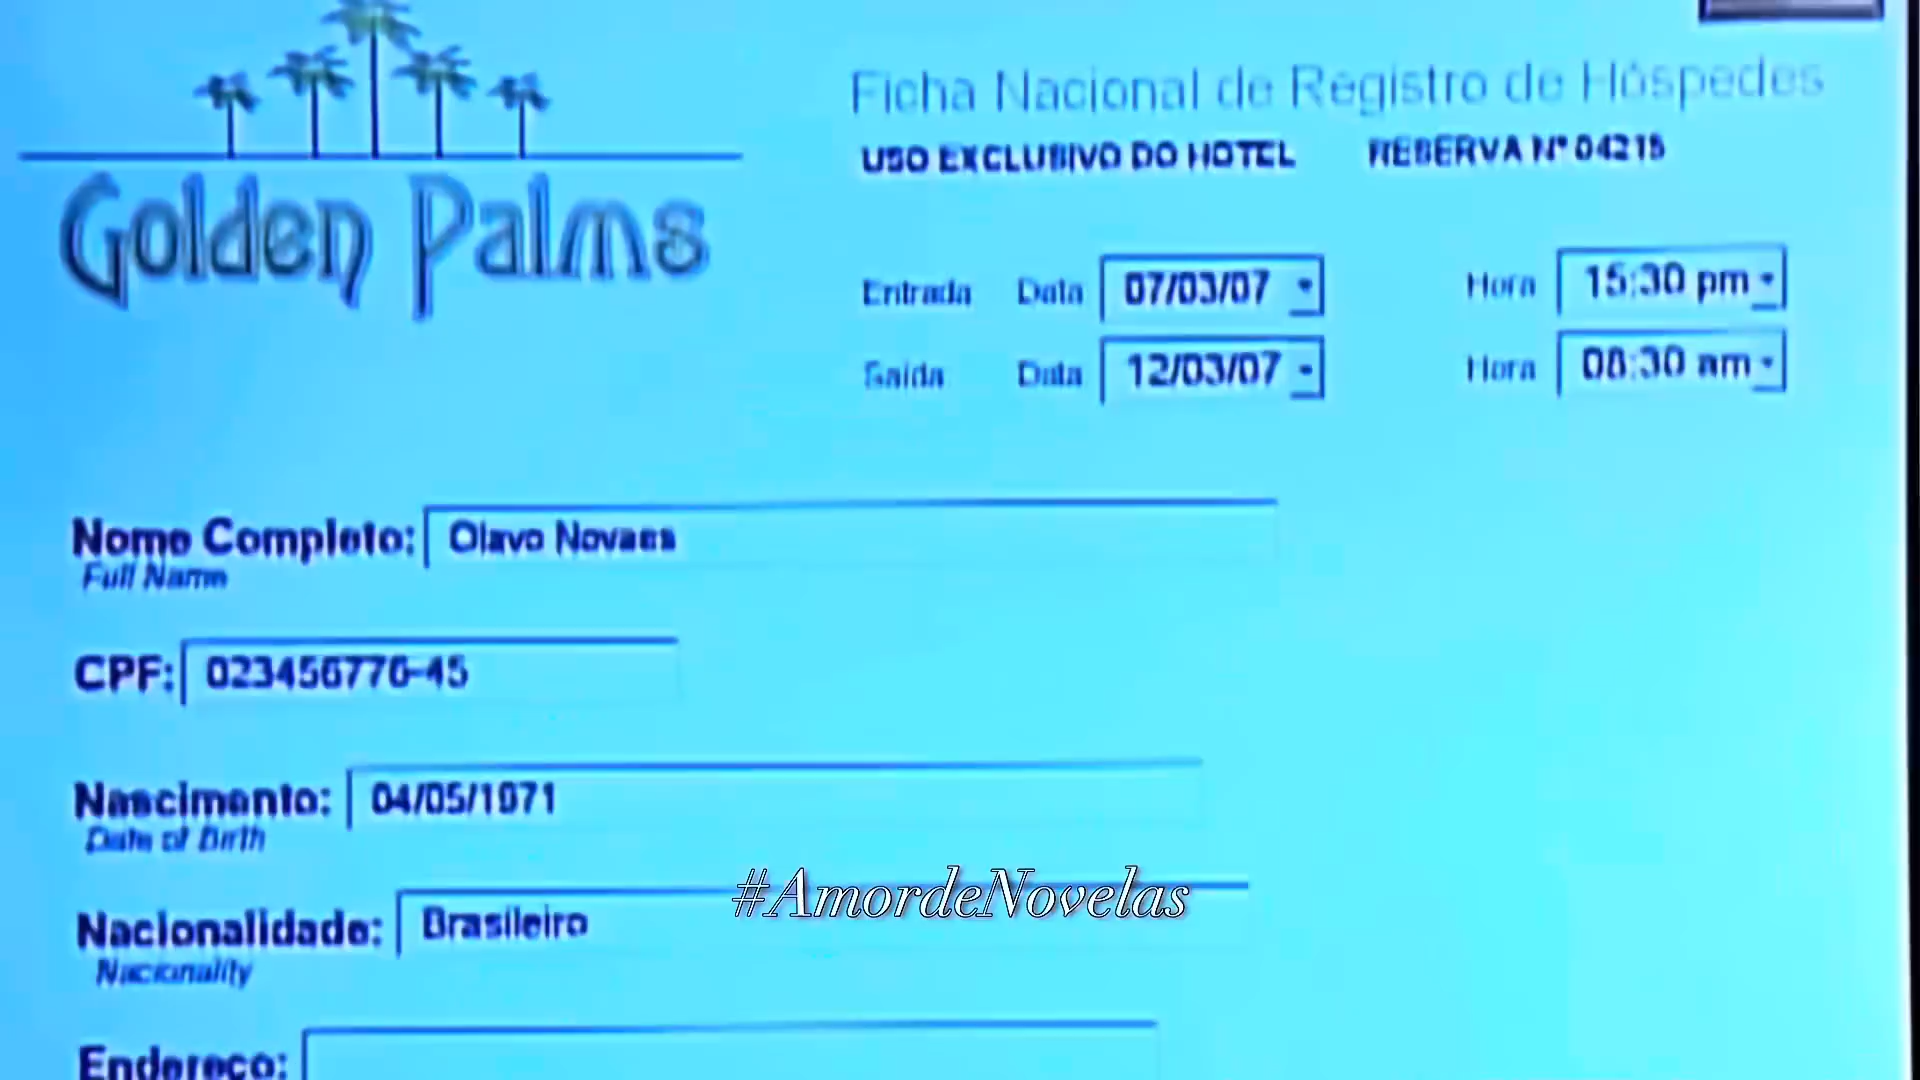 Golden Palms
Ficha Nacional de Registro de Hóspedes
USO EXCLUSIVO DO HOTEL RESERVA Nº 04215
Entrada Data 07/03/07 Hora 15:30 pm
Saída Data 12/03/07 Hora 08:30 am
Nome Completo: Olavo Novaes
Full Name
CPF: 023456776-45
Nascimento: 04/05/1971
Date of Birth
#AmordeNovelas
Nacionalidade: Brasileiro
Nacionality
Endereço: